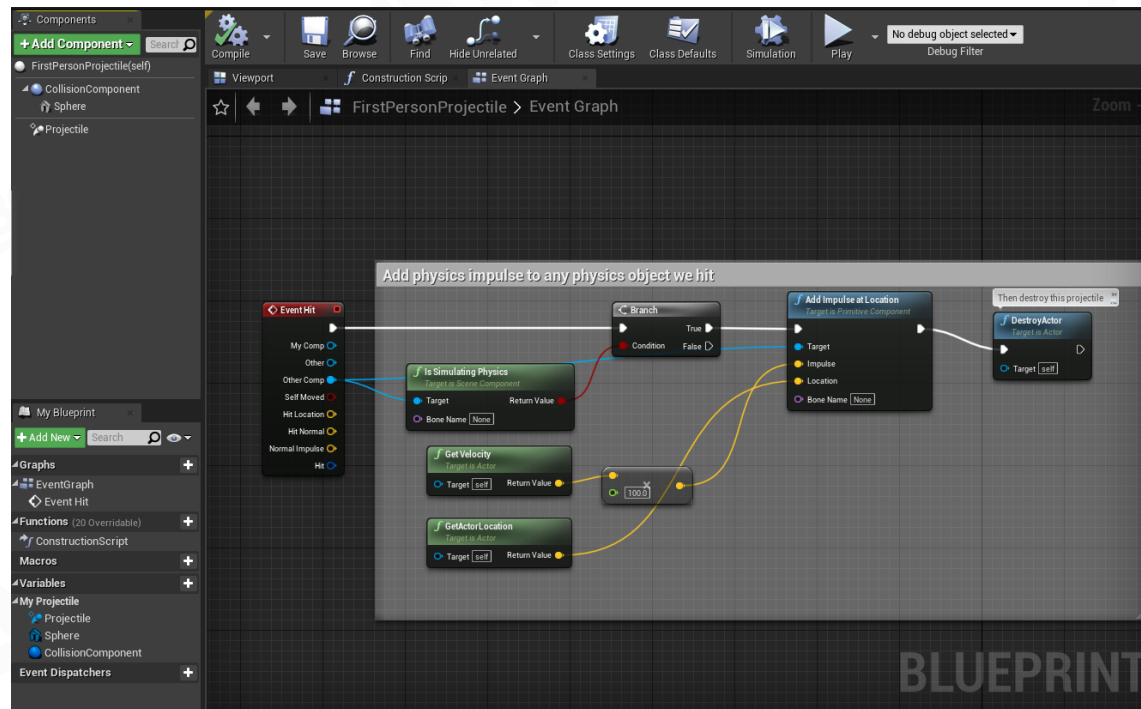 Components
+ Add Component
Search
FirstPersonProjectile(self)
CollisionComponent
Sphere
Projectile
Compile
Save
Browse
Find
Hide Unrelated
Class Settings
Class Defaults
Simulation
Play
No debug object selected
Debug Filter
Viewport
Construction Scrip
Event Graph
FirstPersonProjectile > Event Graph
Zoom -
Add physics impulse to any physics object we hit
Event Hit
My Comp
Other
Other Comp
Self Moved
Hit Location
Hit Normal
Normal Impulse
Hit
Is Simulating Physics
Target is Scene Component
Target
Return Value
Bone Name None
Get Velocity
Target is Actor
Target self
Return Value
GetActorLocation
Target is Actor
Target self
Return Value
100.0
Branch
True
Condition
False
Add Impulse at Location
Target is Primitive Component
Target
Impulse
Location
Bone Name None
Then destroy this projectile
DestroyActor
Target is Actor
Target self
My Blueprint
+ Add New
Search
Graphs
EventGraph
Event Hit
Functions (20 Overridable)
ConstructionScript
Macros
Variables
My Projectile
Projectile
Sphere
CollisionComponent
Event Dispatchers
BLUEPRINT